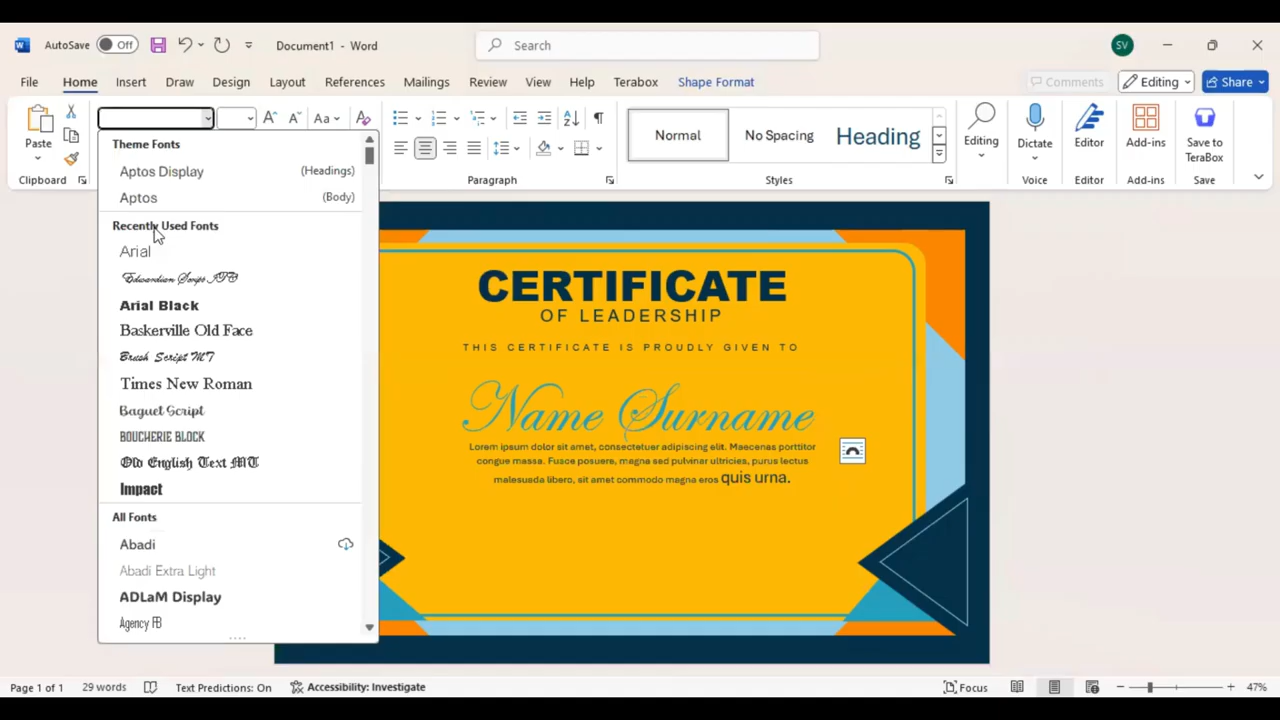 AutoSave Off Document1 - Word Search SV
File Home Insert Draw Design Layout References Mailings Review View Help Terabox Shape Format Comments Editing Share
Aa
Paste
Clipboard
Paragraph
Normal No Spacing Heading
Styles
Editing
Dictate
Voice
Editor
Editor
Add-ins
Add-ins
Save to
TeraBox
Save
Theme Fonts
Aptos Display (Headings)
Aptos (Body)
Recently Used Fonts
Arial
Edwardian Script ITC
Arial Black
Baskerville Old Face
Brush Script MT
Times New Roman
Baguet Script
BOUCHERIE BLOCK
Old English Text MT
Impact
All Fonts
Abadi
Abadi Extra Light
ADLaM Display
Agency FB
CERTIFICATE
OF LEADERSHIP
THIS CERTIFICATE IS PROUDLY GIVEN TO
Name Surname
Lorem ipsum dolor sit amet, consectetuer adipiscing elit. Maecenas porttitor
congue massa. Fusce posuere, magna sed pulvinar ultricies, purus lectus
malesuada libero, sit amet commodo magna eros quis urna.
Page 1 of 1 29 words Text Predictions: On Accessibility: Investigate Focus 47%